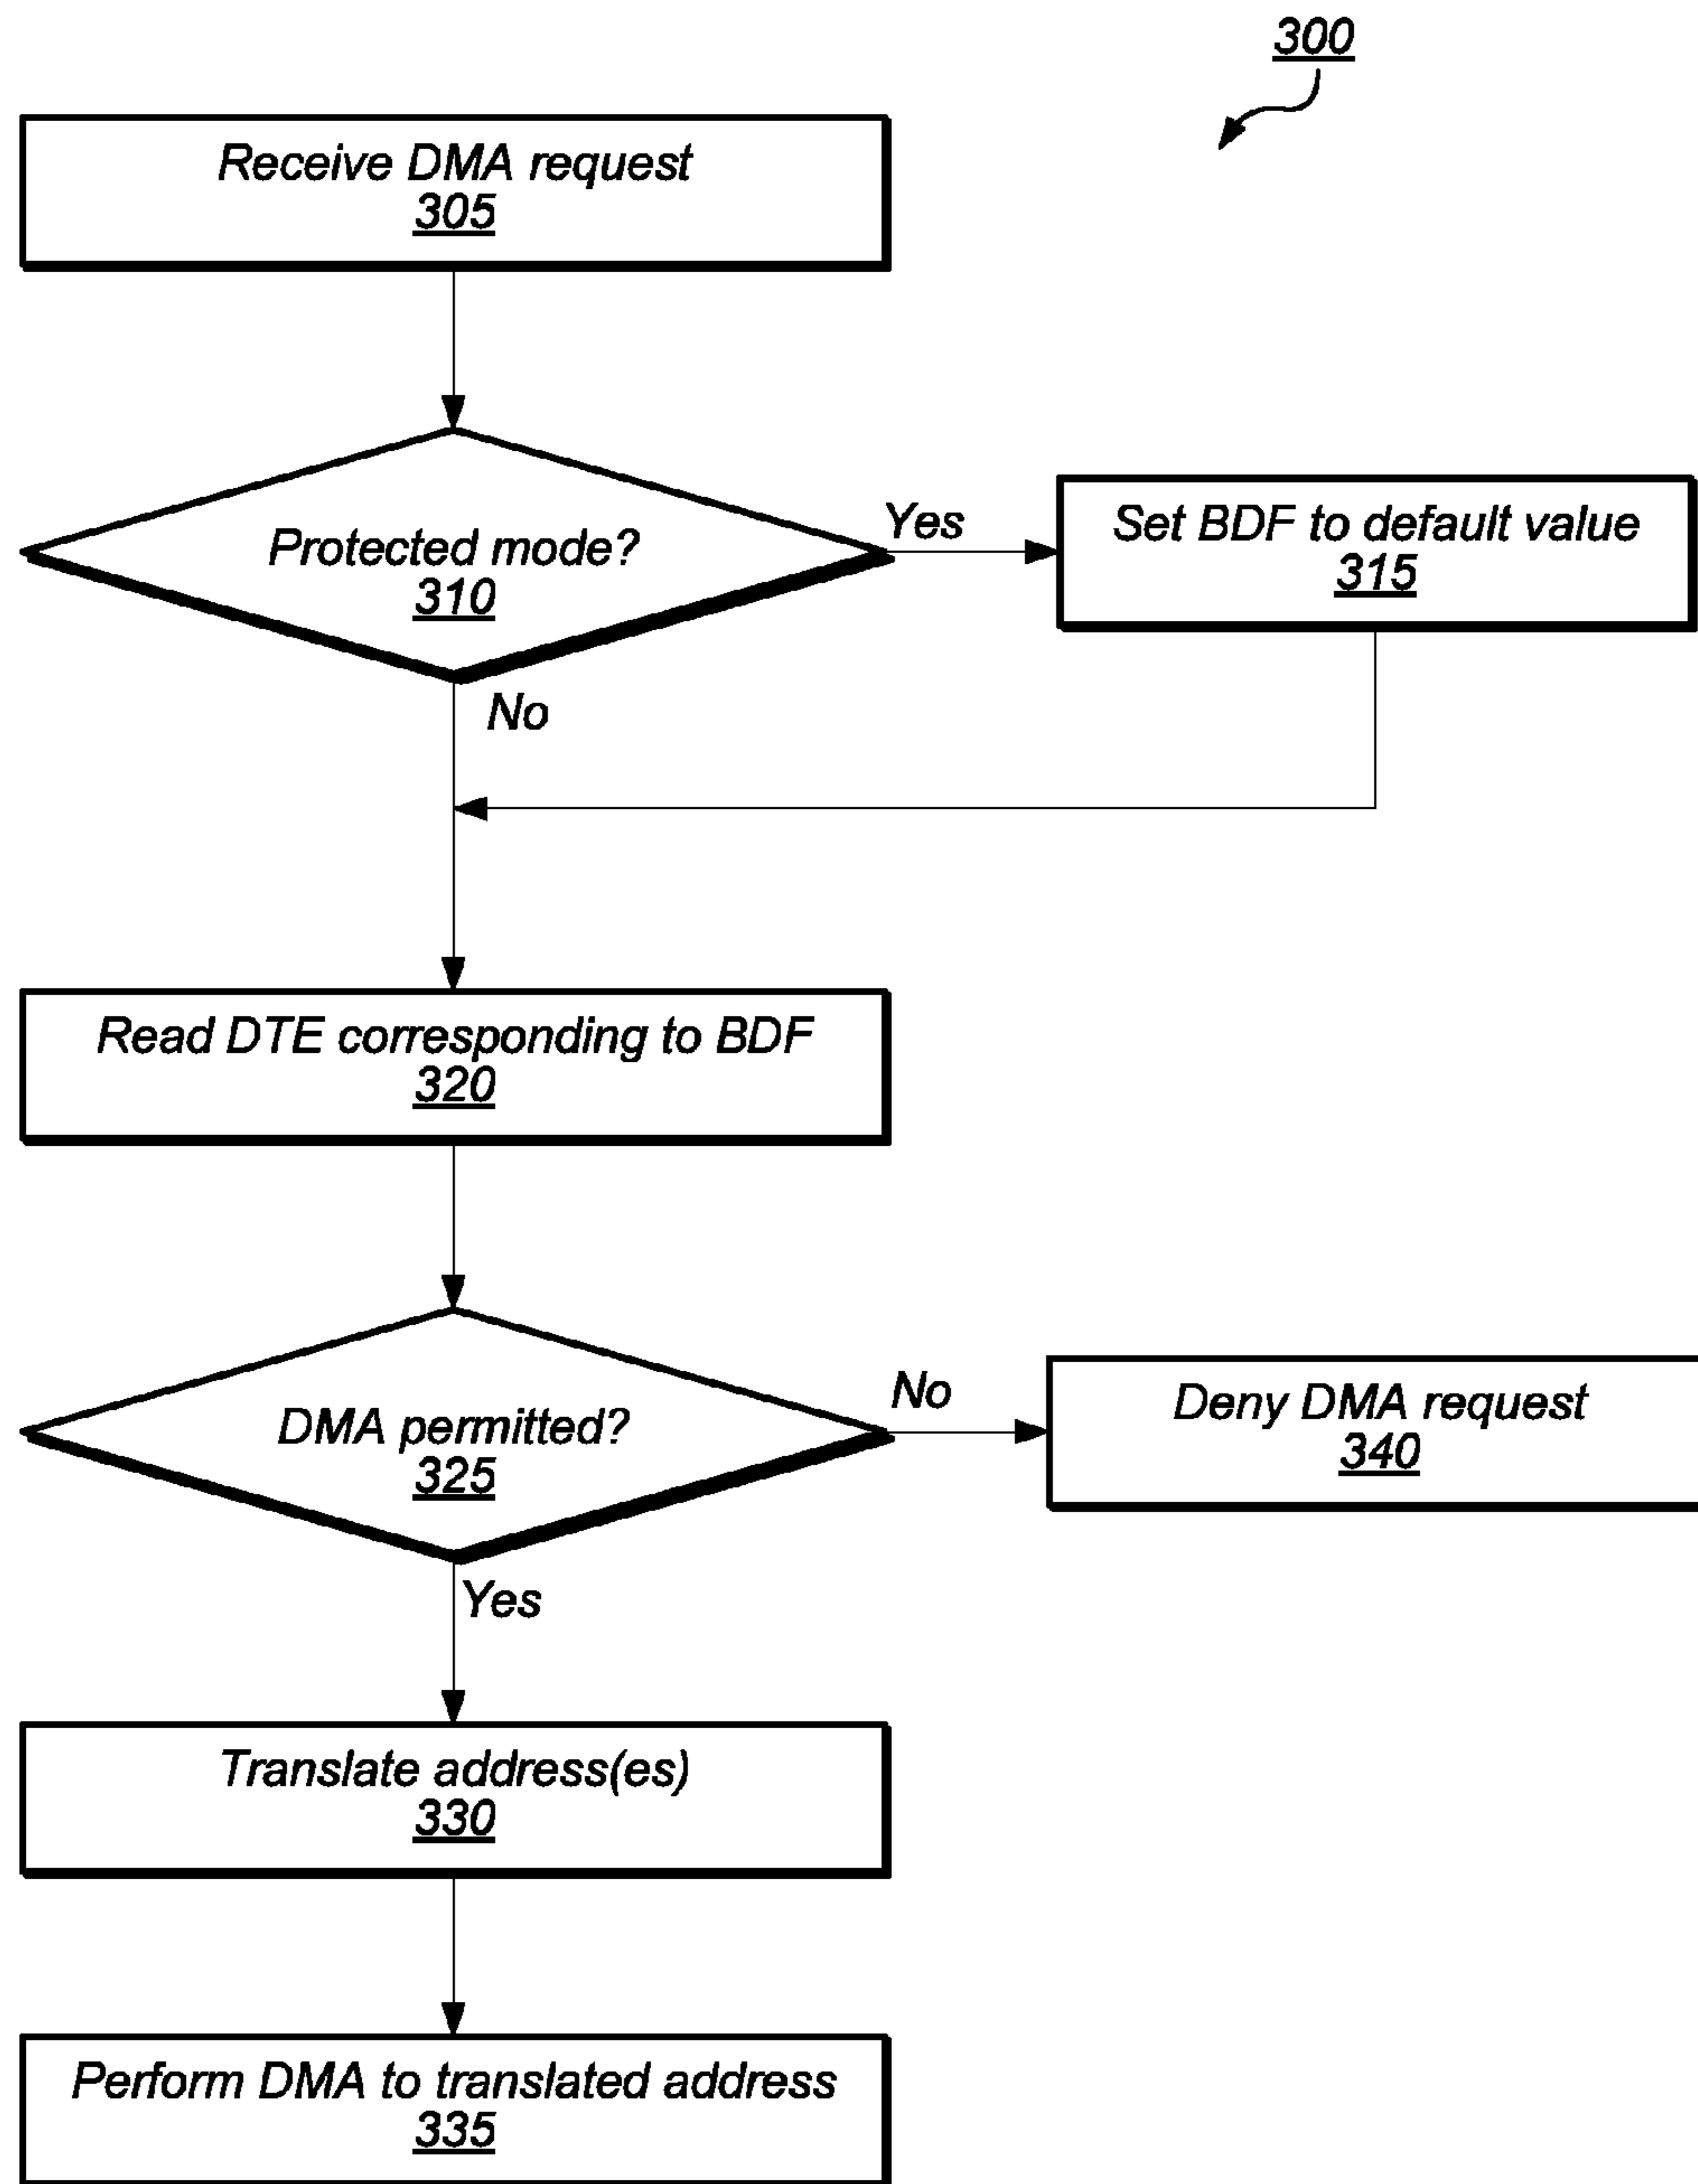 300
Receive DMA request
305
Protected mode?
310
Yes
Set BDF to default value
315
No
Read DTE corresponding to BDF
320
DMA permitted?
325
No
Deny DMA request
340
Yes
Translate address(es)
330
Perform DMA to translated address
335